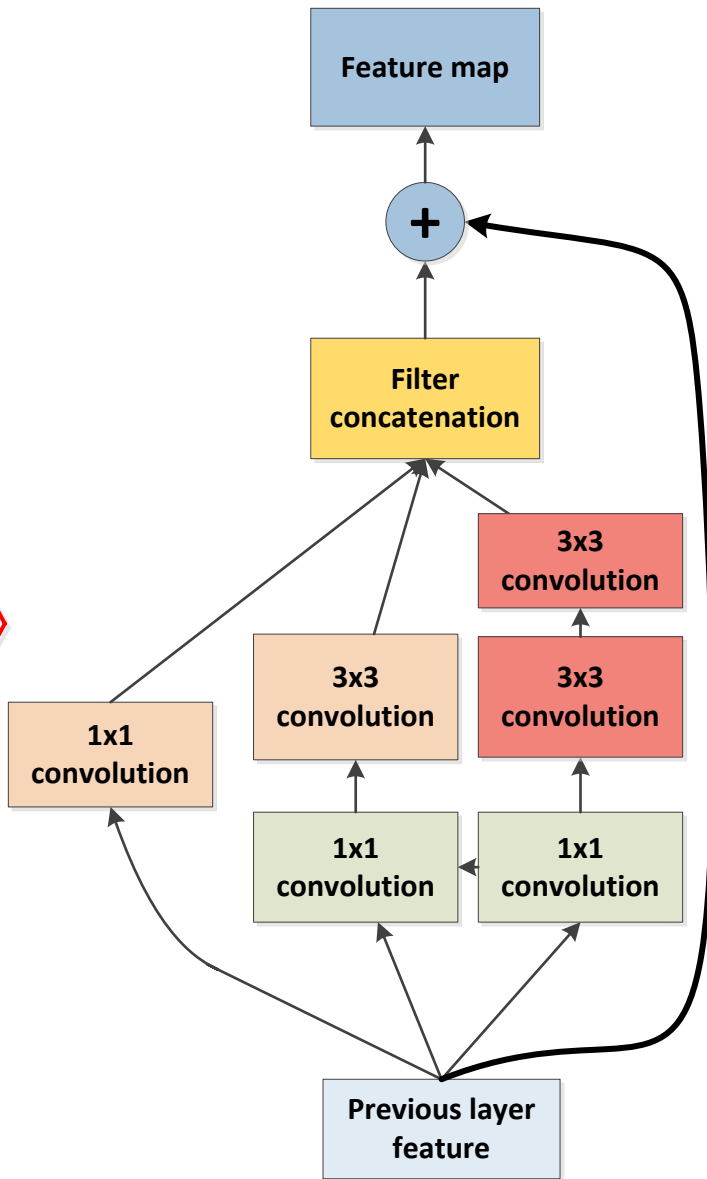 Feature map
+
Filter
concatenation
3x3
convolution
3x3
convolution
3x3
convolution
1x1
convolution
1x1
convolution
1x1
convolution
Previous layer
feature